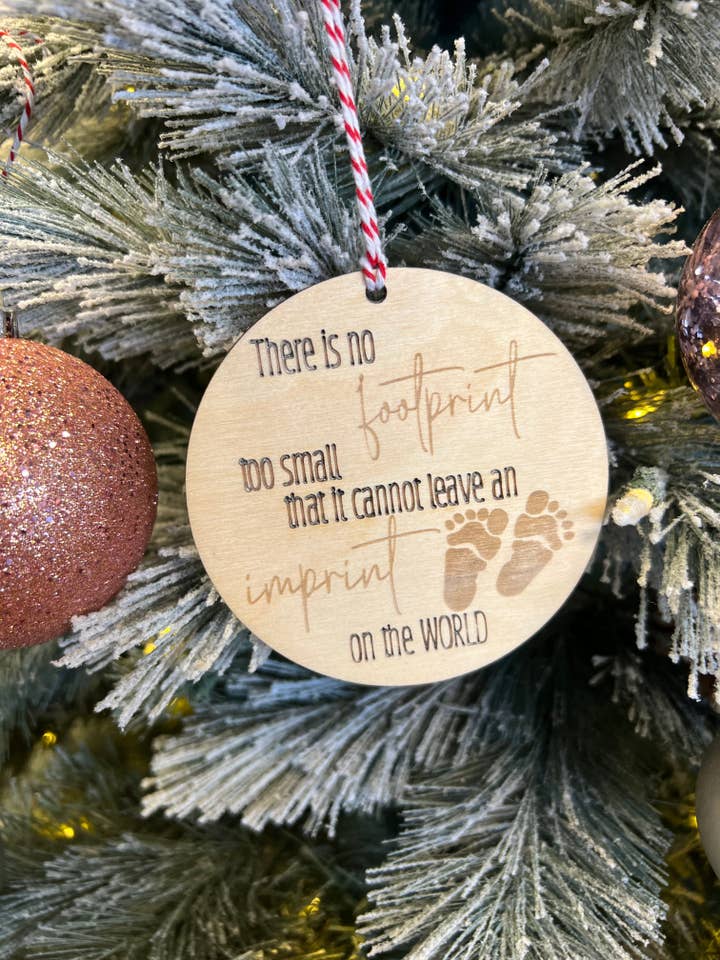 There is no
footprint
too small
that it cannot leave an
imprint
on the WORLD